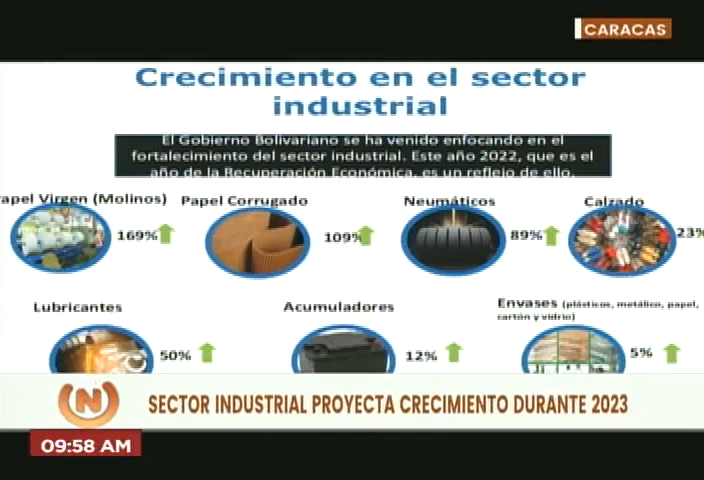 CARACAS
Crecimiento en el sector
industrial
El Gobierno Bolivariano se ha venido enfocando en el
fortalecimiento del sector industrial. Este año 2022, que es el
año de la Recuperación Económica, es un reflejo de ello.
apel Virgen (Molinos)
169%
Papel Corrugado
109%
Neumáticos
89%
Calzado
23%
Lubricantes
50%
Acumuladores
12%
Envases (plásticos, metálico, papel,
cartón y vidrio)
5%
N
SECTOR INDUSTRIAL PROYECTA CRECIMIENTO DURANTE 2023
09:58 AM